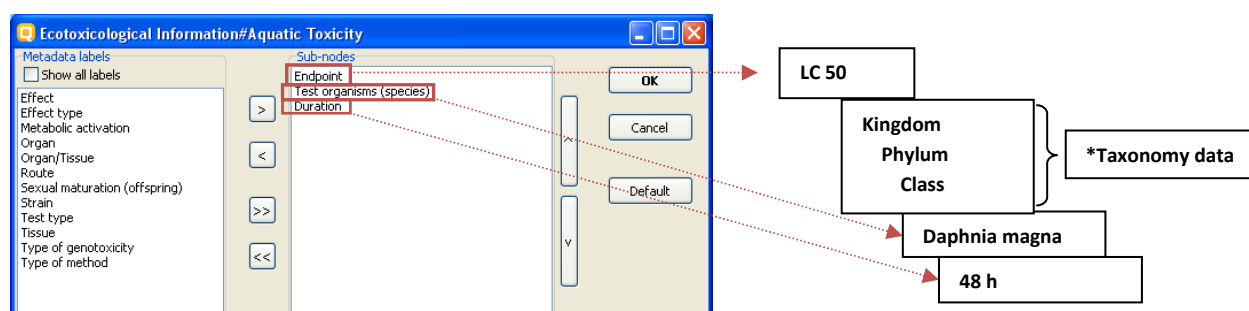 Ecotoxicological Information#Aquatic Toxicity
Metadata labels
Show all labels
Effect
Effect type
Metabolic activation
Organ
Organ/Tissue
Route
Sexual maturation (offspring)
Strain
Test type
Tissue
Type of genotoxicity
Type of method
>
<
>>
<<
Sub-nodes
Endpoint
Test organisms (species)
Duration
^
v
OK
Cancel
Default
LC 50
Kingdom
Phylum
Class
*Taxonomy data
Daphnia magna
48 h